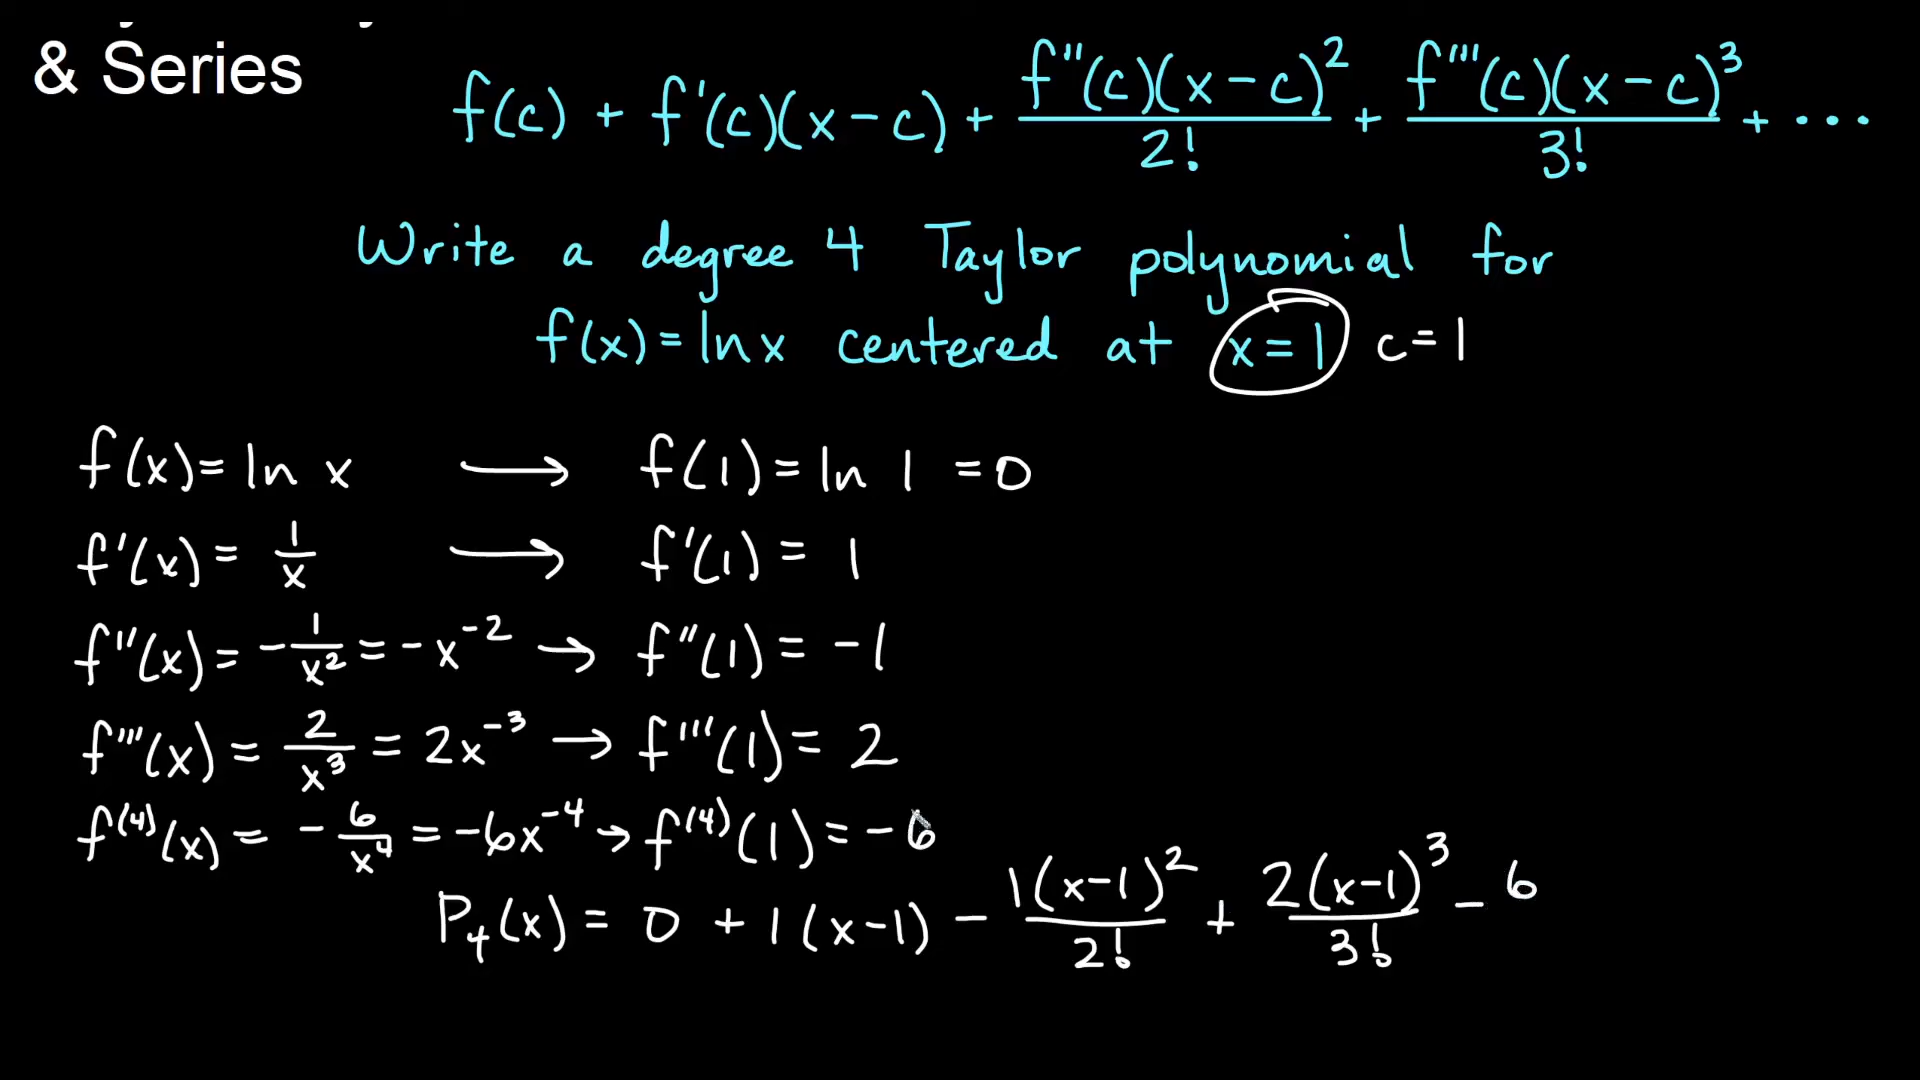 & Series
f(c) + f'(c)(x-c) + f''(c)(x-c)²/2! + f'''(c)(x-c)³/3! + ...
Write a degree 4 Taylor polynomial for
f(x) = ln x centered at x = 1 c = 1
f(x) = ln x → f(1) = ln 1 = 0
f'(x) = 1/x → f'(1) = 1
f''(x) = -1/x² = -x⁻² → f''(1) = -1
f'''(x) = 2/x³ = 2x⁻³ → f'''(1) = 2
f⁽⁴⁾(x) = -6/x⁴ = -6x⁻⁴ → f⁽⁴⁾(1) = -6
P₄(x) = 0 + 1(x-1) - 1(x-1)²/2! + 2(x-1)³/3! - 6